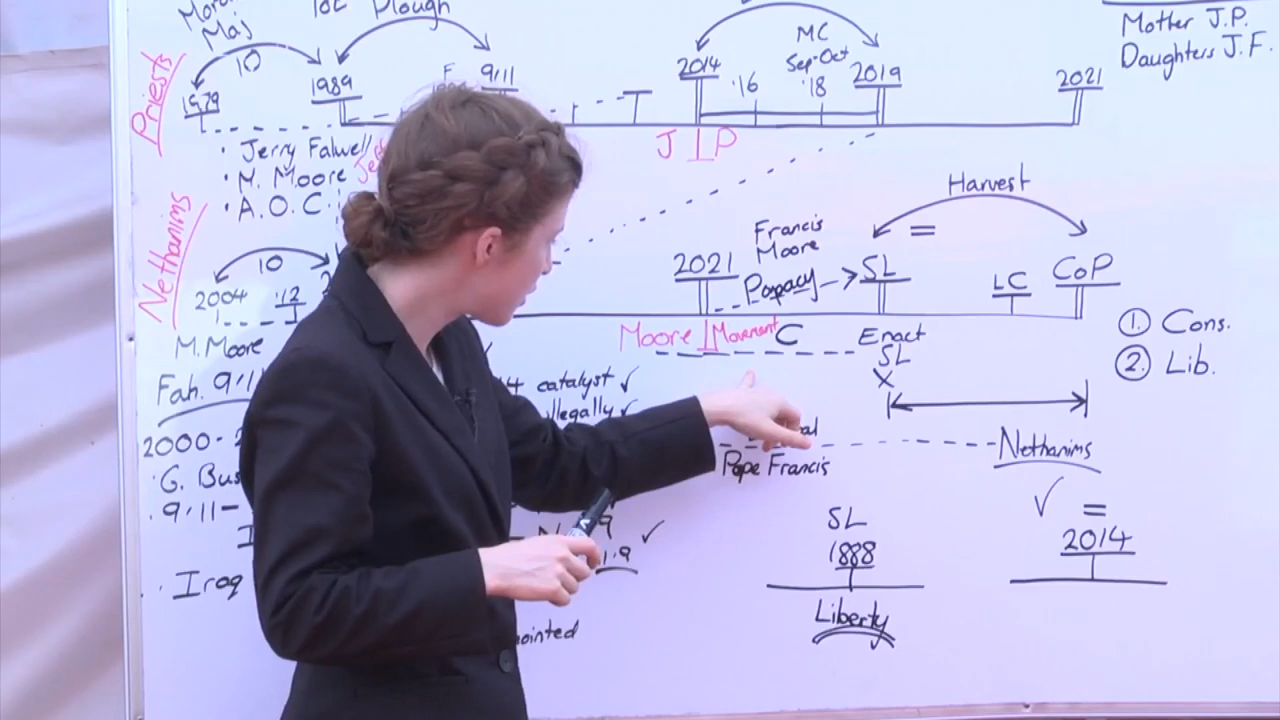 Maj
Plough
Mother J.P.
Daughters J.F.
MC
Sep-Oct
10
1979
1989
9/11
2014
'16
'18
2019
2021
Priests
J P
• Jerry Falwell
• M. Moore
• A.O.C.
Harvest
=
Nethanims
10
2004
'12
2021
Francis
Moore
Papacy
SL
LC
CoP
Moore Movement C
Enact
SL
X
① Cons.
② Lib.
M. Moore
Fah. 9/11
catalyst ✓
illegally ✓
2000-
G. Bus
9/11-
Iraq
Pope Francis
Nethanims
SL
1888
Liberty
✓ =
2014